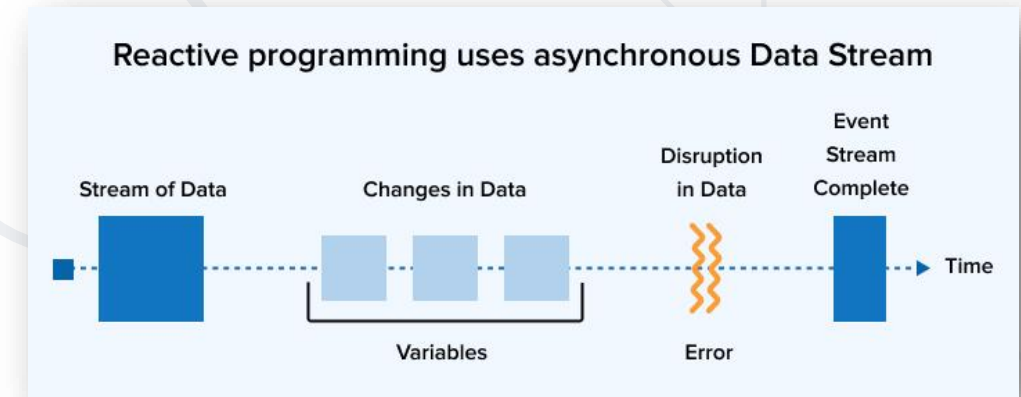 Reactive programming uses asynchronous Data Stream
Stream of Data
Changes in Data
Disruption
in Data
Event
Stream
Complete
Time
Variables
Error